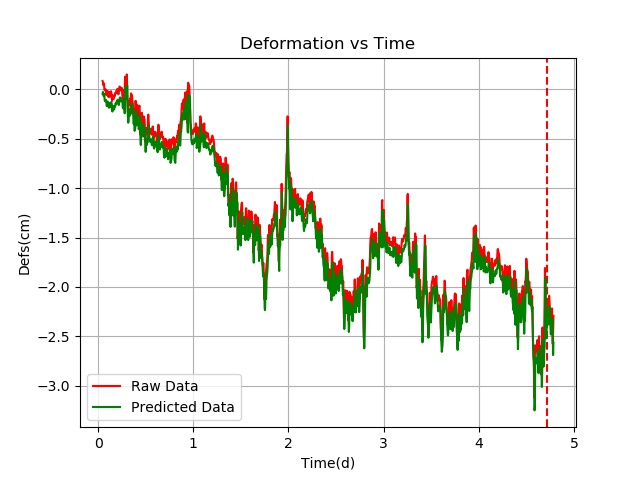 Deformation vs Time
Defs(cm)
0.0
−0.5
−1.0
−1.5
−2.0
−2.5
−3.0
Raw Data
Predicted Data
0 1 2 3 4 5
Time(d)